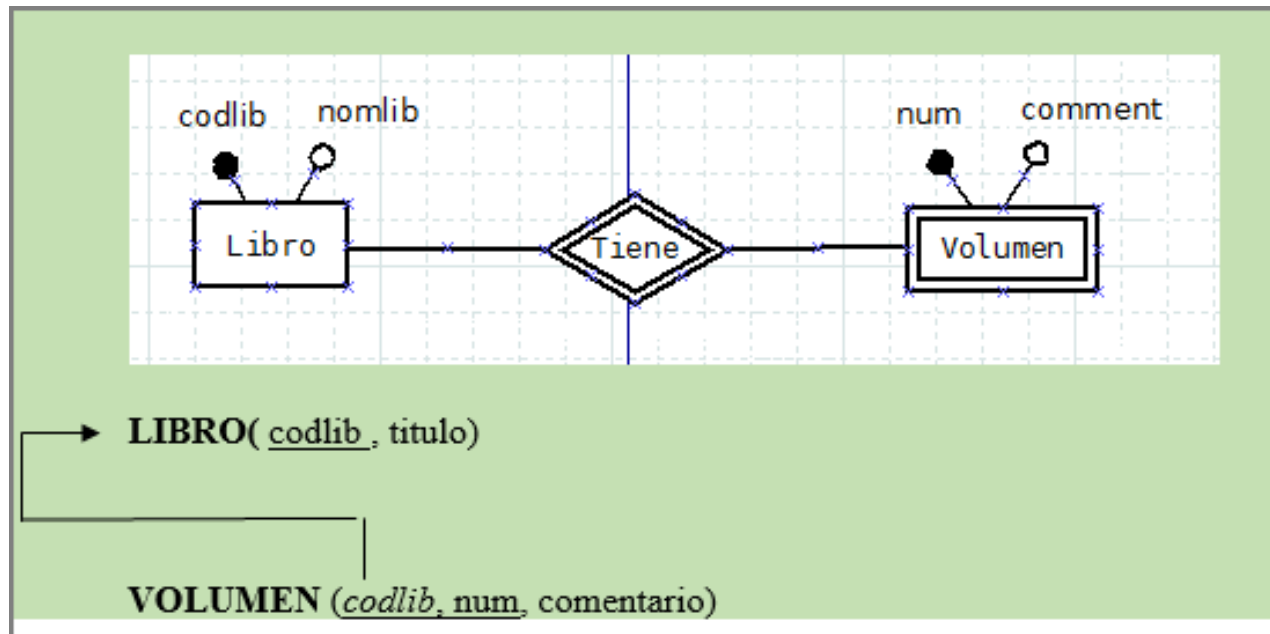 codlib nomlib num comment
Libro Tiene Volumen
LIBRO( codlib , titulo)
VOLUMEN (codlib, num, comentario)